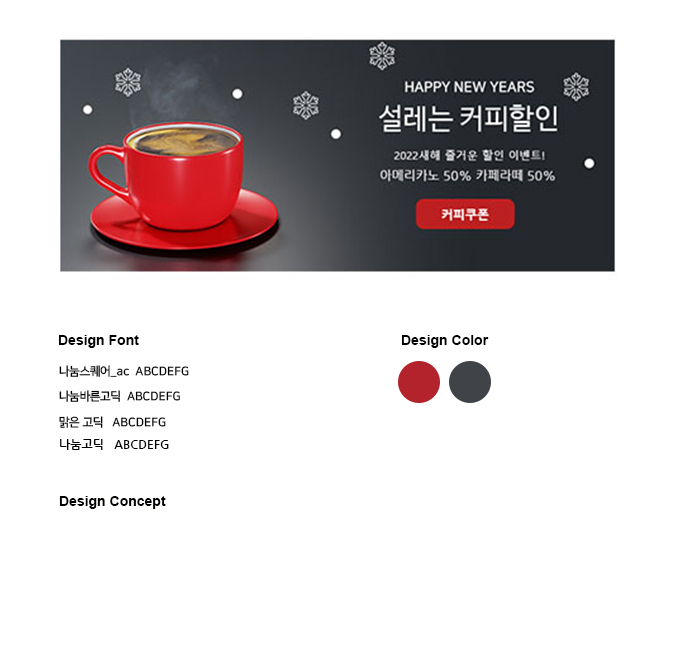 HAPPY NEW YEARS
설레는 커피할인
2022새해 즐거운 할인 이벤트!
아메리카노 50% 카페라떼 50%
커피쿠폰
Design Font
Design Color
나눔스퀘어_ac ABCDEFG
나눔바른고딕 ABCDEFG
맑은 고딕 ABCDEFG
나눔고딕 ABCDEFG
Design Concept